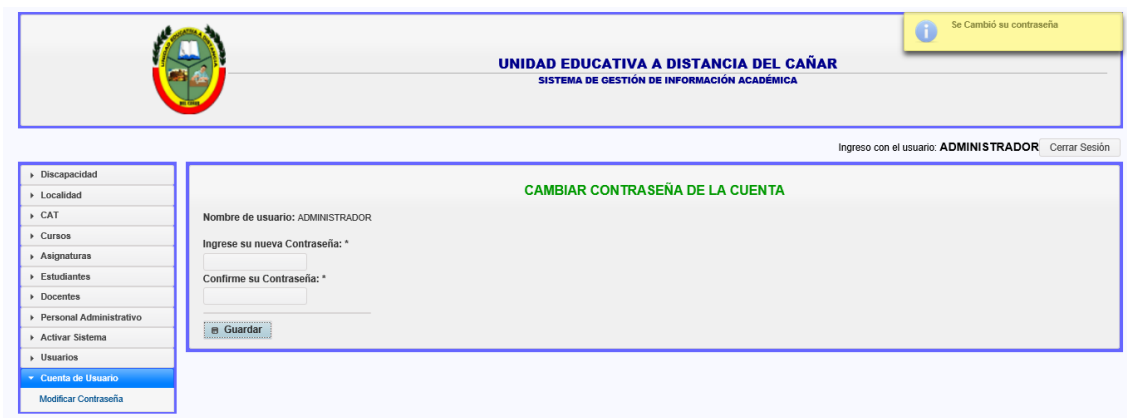 Se Cambió su contraseña
UNIDAD EDUCATIVA A DISTANCIA DEL CAÑAR
SISTEMA DE GESTIÓN DE INFORMACIÓN ACADÉMICA
Ingreso con el usuario: ADMINISTRADOR Cerrar Sesión
Discapacidad
Localidad
CAT
Cursos
Asignaturas
Estudiantes
Docentes
Personal Administrativo
Activar Sistema
Usuarios
Cuenta de Usuario
Modificar Contraseña
CAMBIAR CONTRASEÑA DE LA CUENTA
Nombre de usuario: ADMINISTRADOR
Ingrese su nueva Contraseña: *
Confirme su Contraseña: *
Guardar